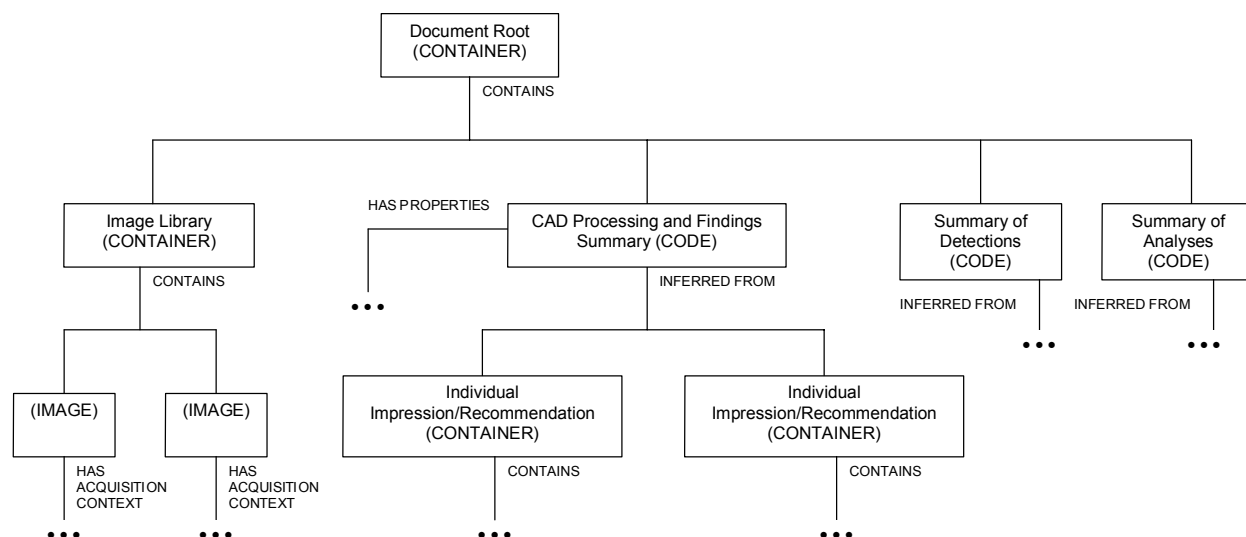 Document Root
(CONTAINER)
CONTAINS
Image Library
(CONTAINER)
HAS PROPERTIES
CAD Processing and Findings
Summary (CODE)
Summary of
Detections
(CODE)
Summary of
Analyses
(CODE)
CONTAINS
INFERRED FROM
INFERRED FROM
INFERRED FROM
•••
•••
•••
(IMAGE)
(IMAGE)
Individual
Impression/Recommendation
(CONTAINER)
Individual
Impression/Recommendation
(CONTAINER)
HAS
ACQUISITION
CONTEXT
HAS
ACQUISITION
CONTEXT
CONTAINS
CONTAINS
•••
•••
•••
•••